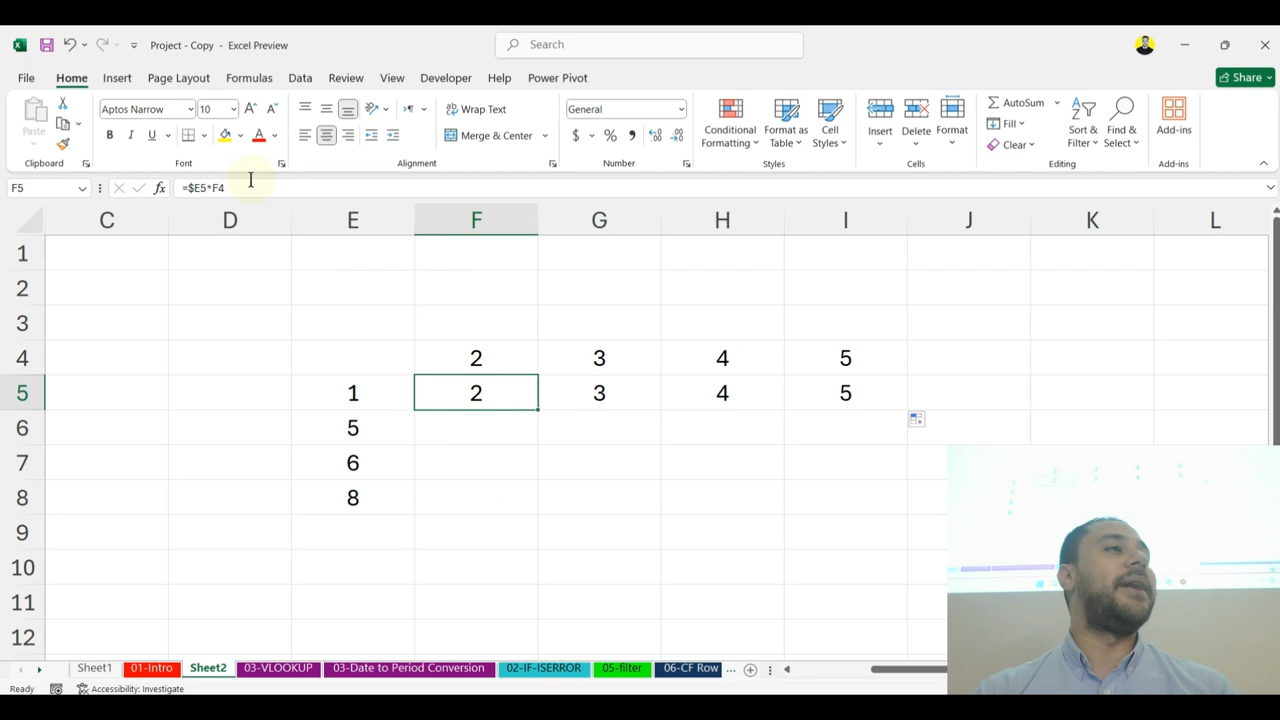 Project - Copy - Excel Preview
Search
File Home Insert Page Layout Formulas Data Review View Developer Help Power Pivot Share
Paste
Aptos Narrow 10
B I U A
Wrap Text
Merge & Center
General
$ % 9
Conditional Formatting
Format as Table
Cell Styles
Insert
Delete
Format
AutoSum
Fill
Clear
Sort & Filter
Find & Select
Add-ins
Clipboard Font Alignment Number Styles Cells Editing Add-ins
F5 fx =$E5*F4
C D E F G H I J K L
1
2
3
4 2 3 4 5
5 1 2 3 4 5
6 5
7 6
8 8
9
10
11
12
Sheet1 01-Intro Sheet2 03-VLOOKUP 03-Date to Period Conversion 02-IF-ISERROR 05-filter 06-CF Row ...
Ready Accessibility: Investigate